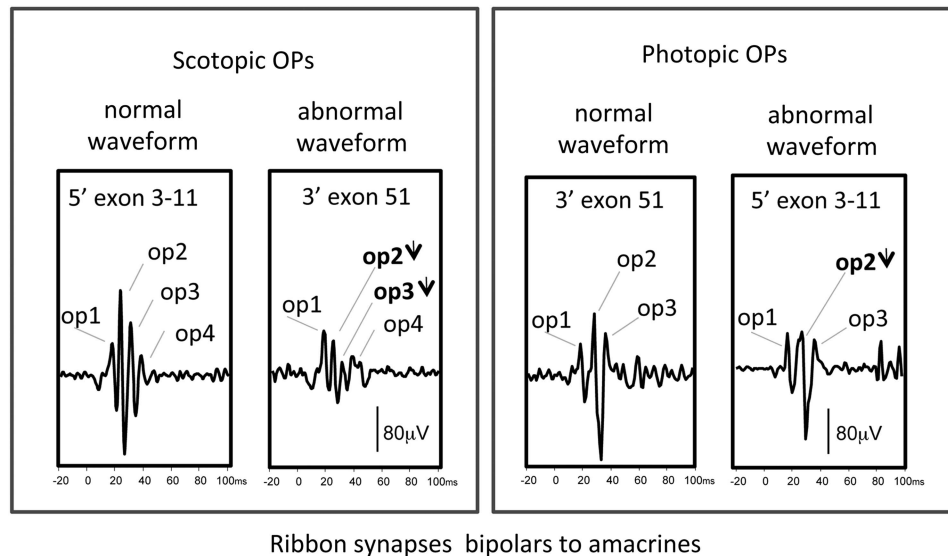 Scotopic OPs
normal
waveform
abnormal
waveform
5’ exon 3-11
op2
op3
op1
op4
-20 0 20 40 60 80 100ms
3’ exon 51
op2
op3
op1
op4
80µV
-20 0 20 40 60 80 100ms
Photopic OPs
normal
waveform
abnormal
waveform
3’ exon 51
op2
op1
op3
-20 0 20 40 60 80 100ms
5’ exon 3-11
op2
op1
op3
80µV
-20 0 20 40 60 80 100ms
Ribbon synapses bipolars to amacrines